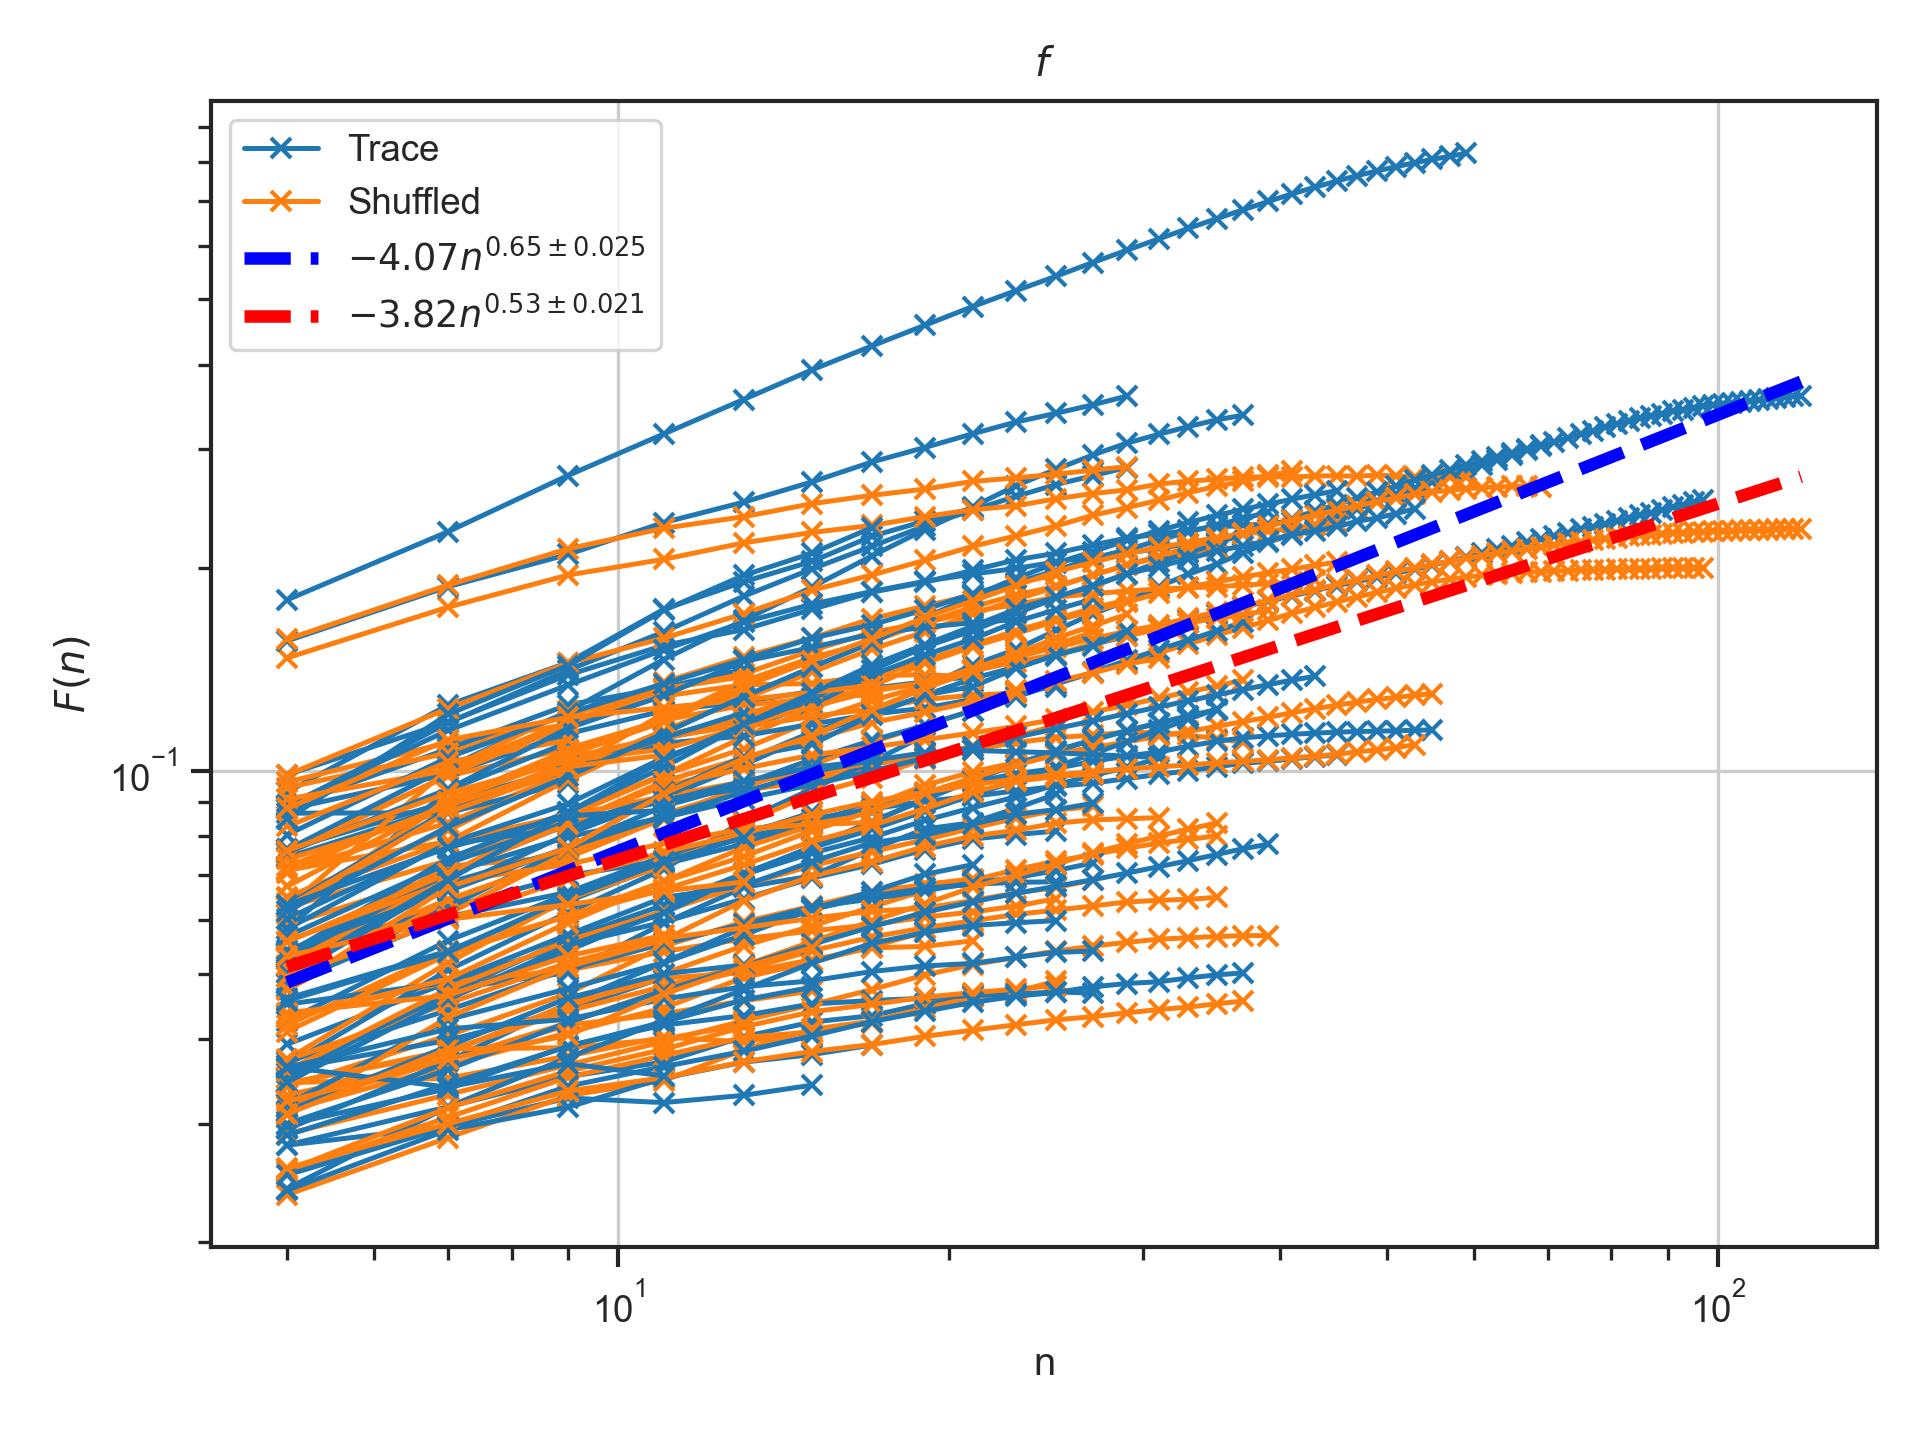 f
Trace
Shuffled
−4.07n^{0.65±0.025}
−3.82n^{0.53±0.021}
F(n)
10^{−1}
10^{1}
10^{2}
n